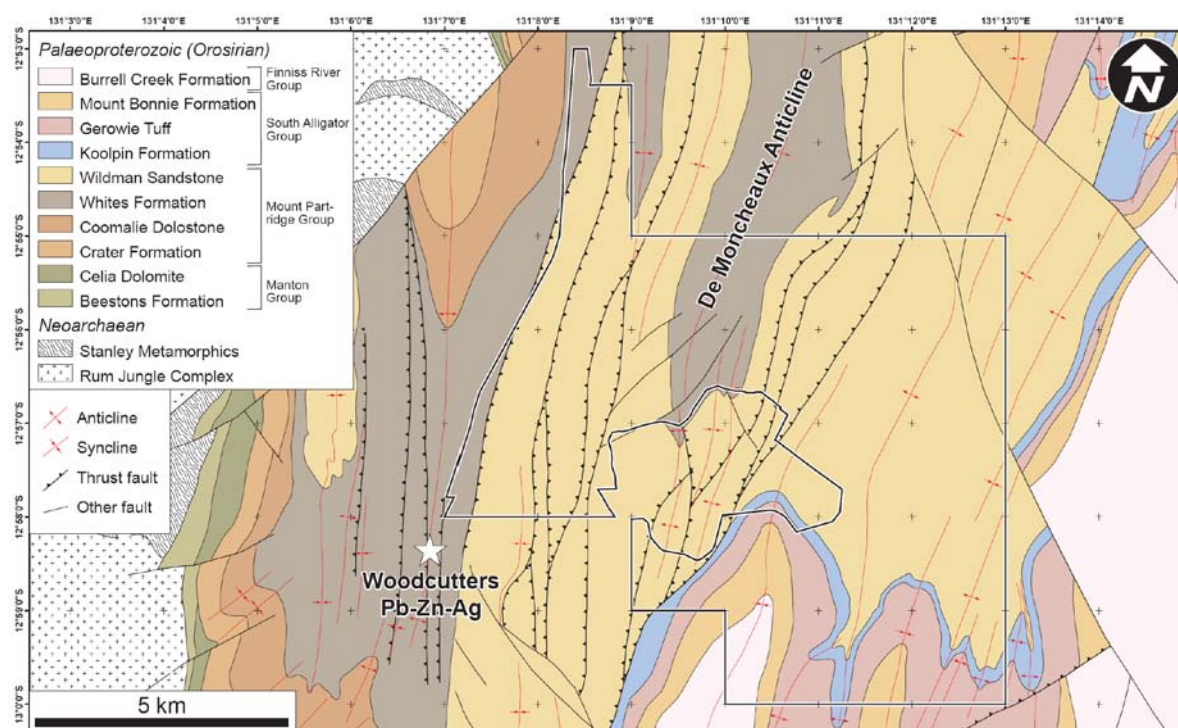 131°3'0"E 131°4'0"E 131°5'0"E 131°6'0"E 131°7'0"E 131°8'0"E 131°9'0"E 131°10'0"E 131°11'0"E 131°12'0"E 131°13'0"E 131°14'0"E
12°53'0"S
12°54'0"S
12°55'0"S
12°56'0"S
12°57'0"S
12°58'0"S
12°59'0"S
13°0'0"S
Palaeoproterozoic (Orosirian)
Burrell Creek Formation
Finniss River
Group
Mount Bonnie Formation
Gerowie Tuff
Koolpin Formation
South Alligator
Group
Wildman Sandstone
Whites Formation
Coomalie Dolostone
Crater Formation
Mount Part-
ridge Group
Celia Dolomite
Beestons Formation
Manton
Group
Neoarchaean
Stanley Metamorphics
Rum Jungle Complex
Anticline
Syncline
Thrust fault
Other fault
De Moncheaux Anticline
N
Woodcutters
Pb-Zn-Ag
5 km